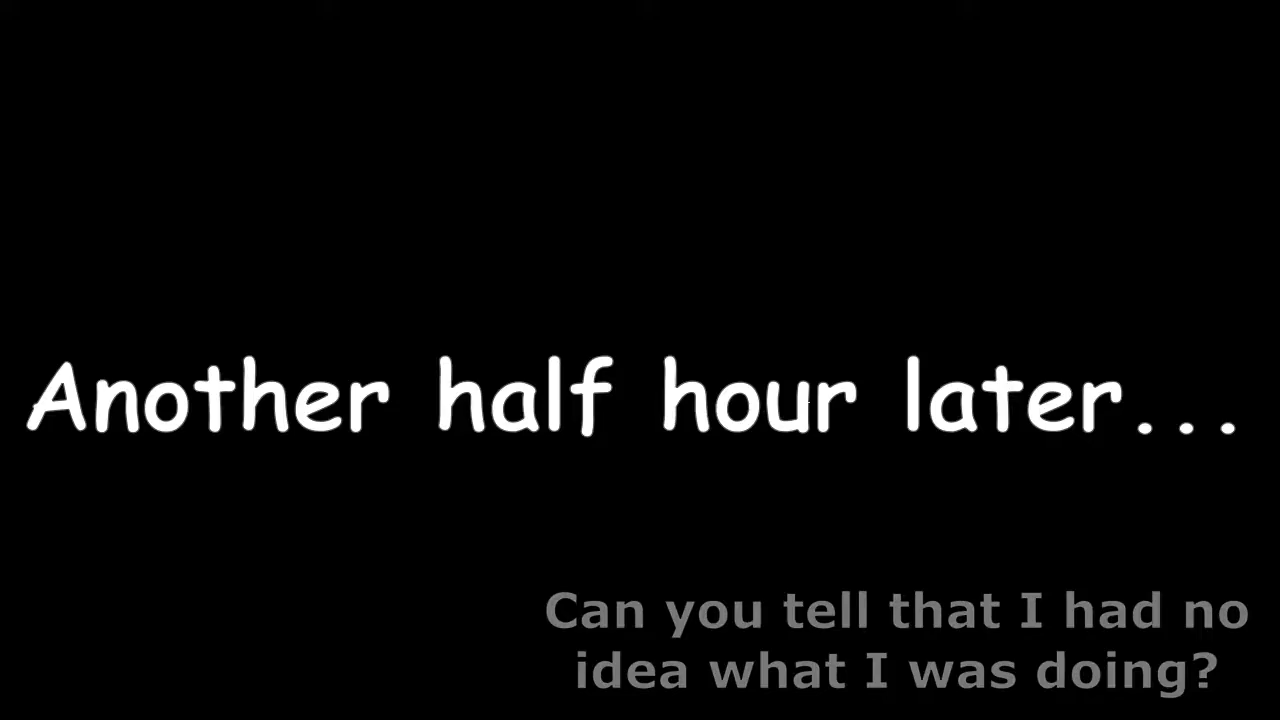 Another half hour later...
Can you tell that I had no
idea what I was doing?